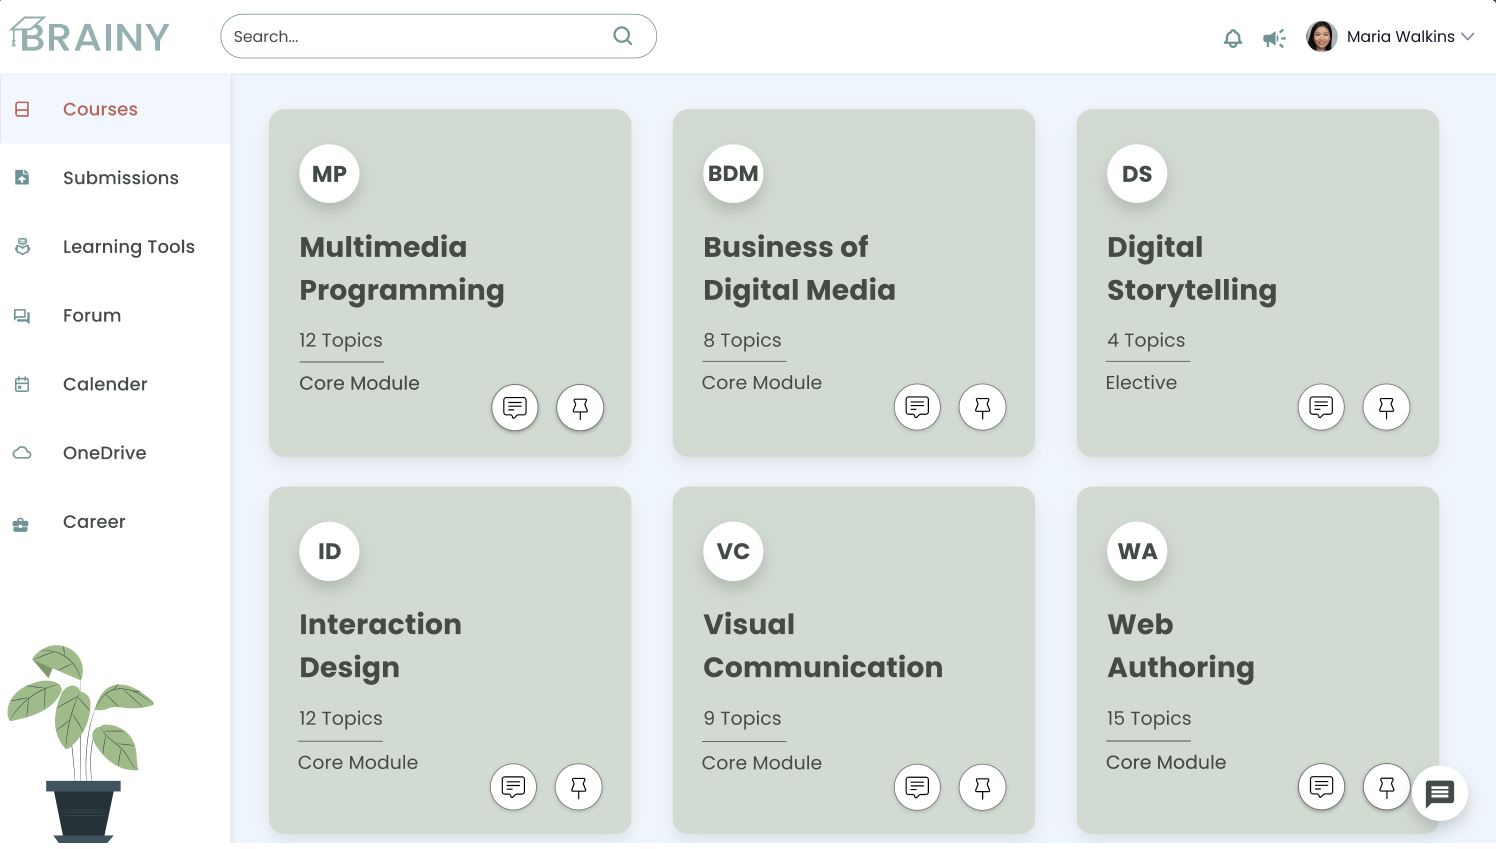 BRAINY
Search...
Maria Walkins
Courses
Submissions
Learning Tools
Forum
Calender
OneDrive
Career
MP
Multimedia
Programming
12 Topics
Core Module
BDM
Business of
Digital Media
8 Topics
Core Module
DS
Digital
Storytelling
4 Topics
Elective
ID
Interaction
Design
12 Topics
Core Module
VC
Visual
Communication
9 Topics
Core Module
WA
Web
Authoring
15 Topics
Core Module